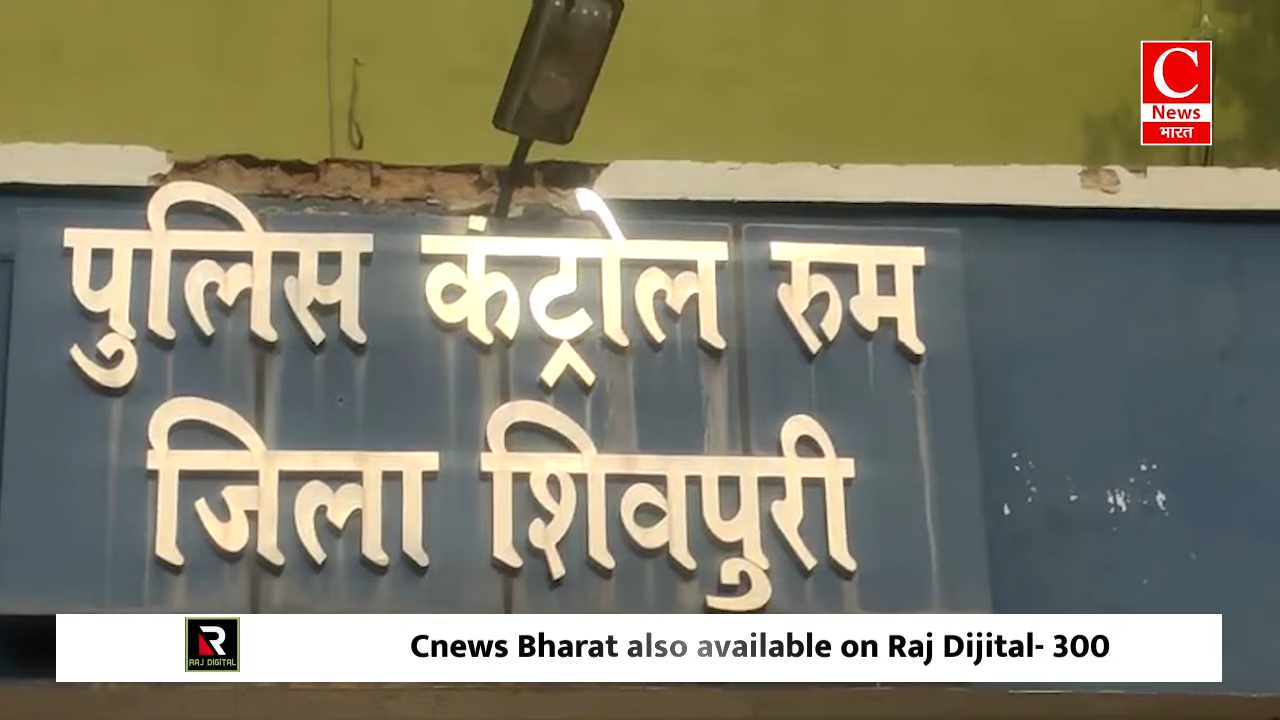 C
News
भारत
पुलिस कंट्रोल रुम
जिला शिवपुरी
R
RAJ DIGITAL
Cnews Bharat also available on Raj Dijital- 300